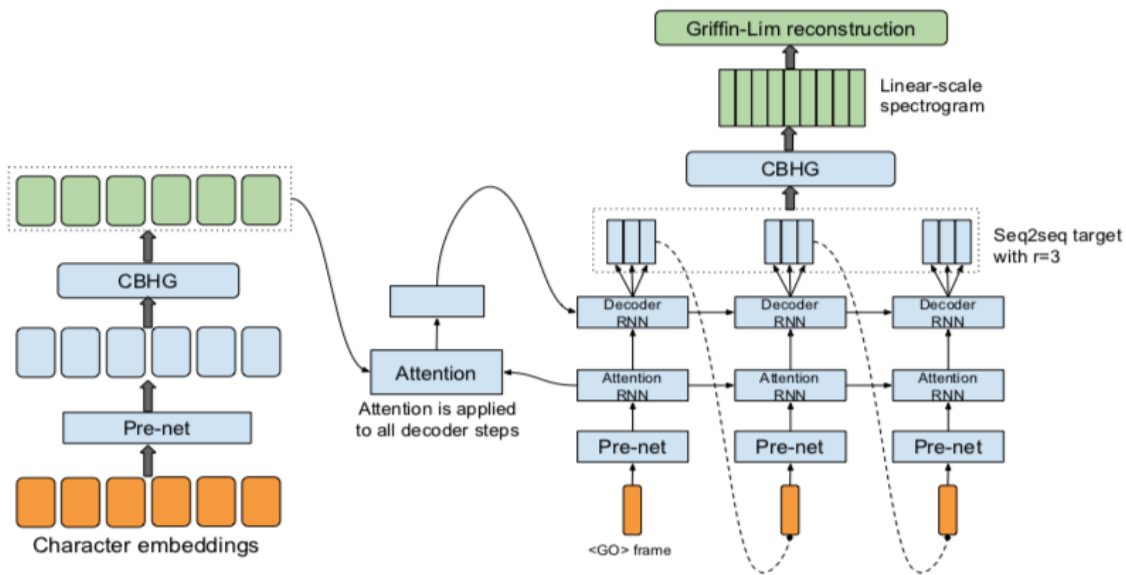 Griffin-Lim reconstruction
Linear-scale
spectrogram
CBHG
Seq2seq target
with r=3
CBHG
Decoder
RNN
Decoder
RNN
Decoder
RNN
Attention
Attention is applied
to all decoder steps
Attention
RNN
Attention
RNN
Attention
RNN
Pre-net
Pre-net
Pre-net
Pre-net
Character embeddings
<GO> frame